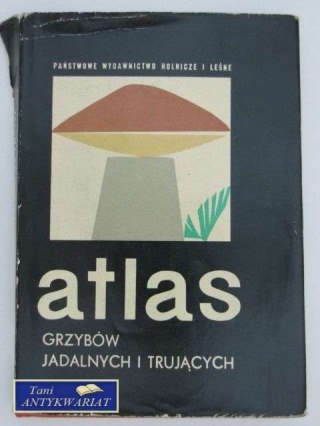 PAŃSTWOWE WYDAWNICTWO ROLNICZE I LEŚNE
atlas
GRZYBÓW
JADALNYCH I TRUJĄCYCH
Tani
ANTYKWARIAT